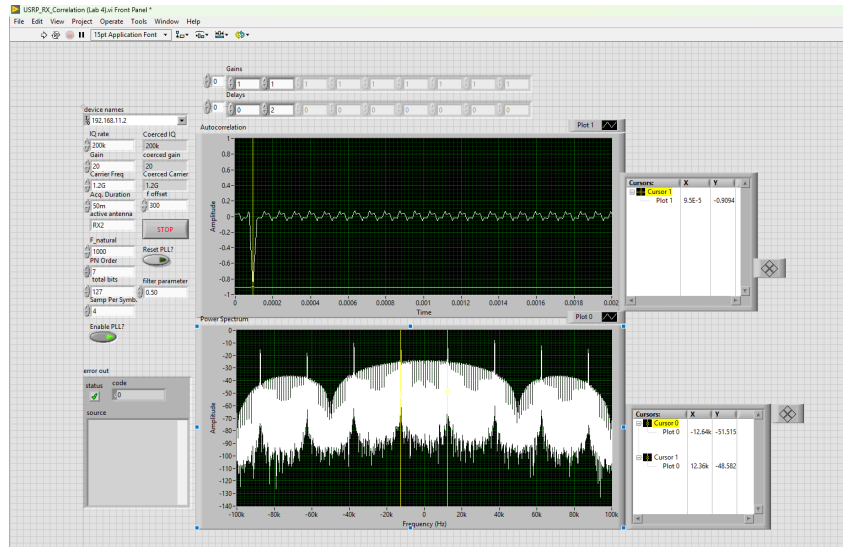 USRP_RX_Correlation (Lab 4).vi Front Panel *
File Edit View Project Operate Tools Window Help
15pt Application Font
Gains
0 1 1 1 1 1 1 1 1 1
Delays
0 0 2 0 0 0 0 0 0 0
device names
192.168.11.2
IQ rate Coerced IQ
200k 200k
Gain coerced gain
20 20
Carrier Freq Coerced Carrier
1.2G 1.2G
Acq. Duration f offset
50m 300
active antenna
RX2
STOP
F_natural
1000
Reset PLL?
PN Order
7
total bits filter parameter
127 0.50
Samp Per Symb.
4
Enable PLL?
error out
status code
0
source
Autocorrelation
Plot 1
Amplitude
1-
0.8-
0.6-
0.4-
0.2-
0-
-0.2-
-0.4-
-0.6-
-0.8-
-1-
0 0.0002 0.0004 0.0006 0.0008 0.001 0.0012 0.0014 0.0016 0.0018 0.002
Time
Cursors: X Y
Cursor 1
Plot 1 9.5E-5 -0.9094
Power Spectrum
Plot 0
Amplitude
0-
-10-
-20-
-30-
-40-
-50-
-60-
-70-
-80-
-90-
-100-
-110-
-120-
-130-
-140-
-100k -80k -60k -40k -20k 0 20k 40k 60k 80k 100k
Frequency (Hz)
Cursors: X Y
Cursor 0
Plot 0 -12.64k -51.515
Cursor 1
Plot 0 12.36k -48.582